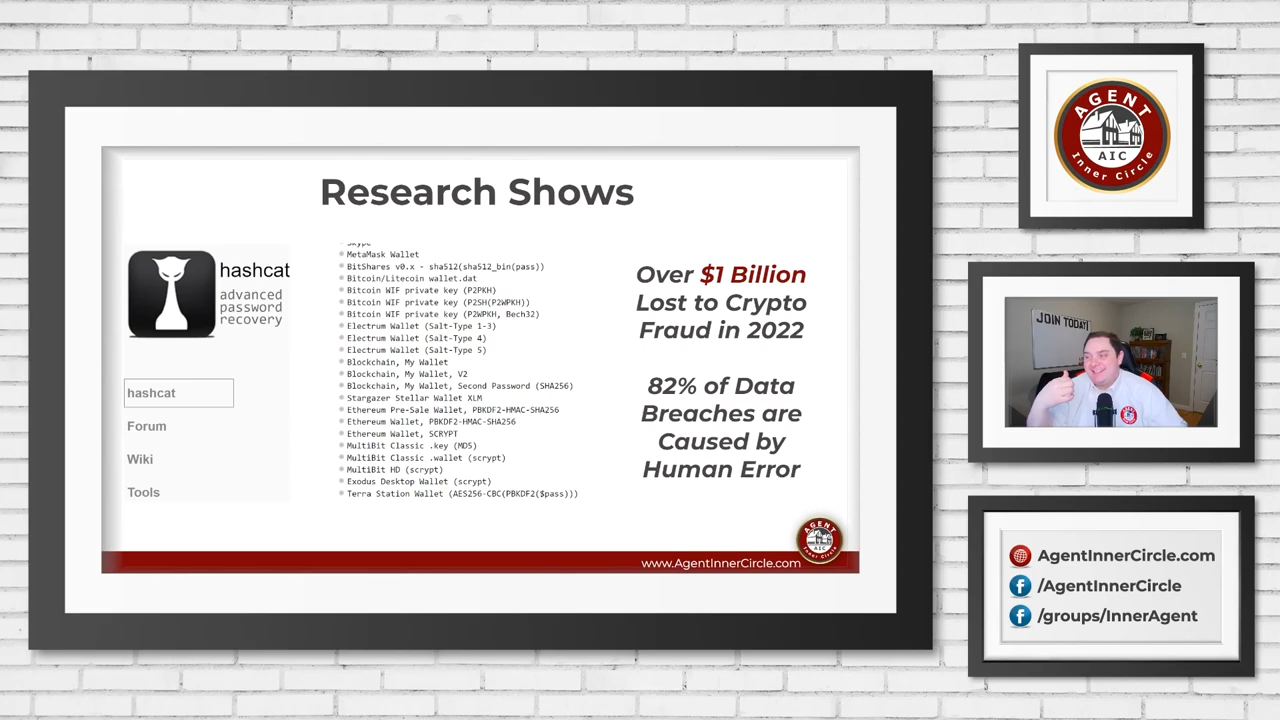 Research Shows
hashcat
advanced
password
recovery
hashcat
Forum
Wiki
Tools
Skype
MetaMask Wallet
BitShares v0.x - sha512(sha512_bin(pass))
Bitcoin/Litecoin wallet.dat
Bitcoin WIF private key (P2PKH)
Bitcoin WIF private key (P2SH(P2WPKH))
Bitcoin WIF private key (P2WPKH, Bech32)
Electrum Wallet (Salt-Type 1-3)
Electrum Wallet (Salt-Type 4)
Electrum Wallet (Salt-Type 5)
Blockchain, My Wallet
Blockchain, My Wallet, V2
Blockchain, My Wallet, Second Password (SHA256)
Stargazer Stellar Wallet XLM
Ethereum Pre-Sale Wallet, PBKDF2-HMAC-SHA256
Ethereum Wallet, PBKDF2-HMAC-SHA256
Ethereum Wallet, SCRYPT
MultiBit Classic .key (MD5)
MultiBit Classic .wallet (scrypt)
MultiBit HD (scrypt)
Exodus Desktop Wallet (scrypt)
Terra Station Wallet (AES256-CBC(PBKDF2($pass)))
Over $1 Billion
Lost to Crypto
Fraud in 2022
82% of Data
Breaches are
Caused by
Human Error
AGENT
AIC
Inner Circle
www.AgentInnerCircle.com
AGENT
AIC
Inner Circle
JOIN TODAY!
AgentInnerCircle.com
/AgentInnerCircle
/groups/InnerAgent